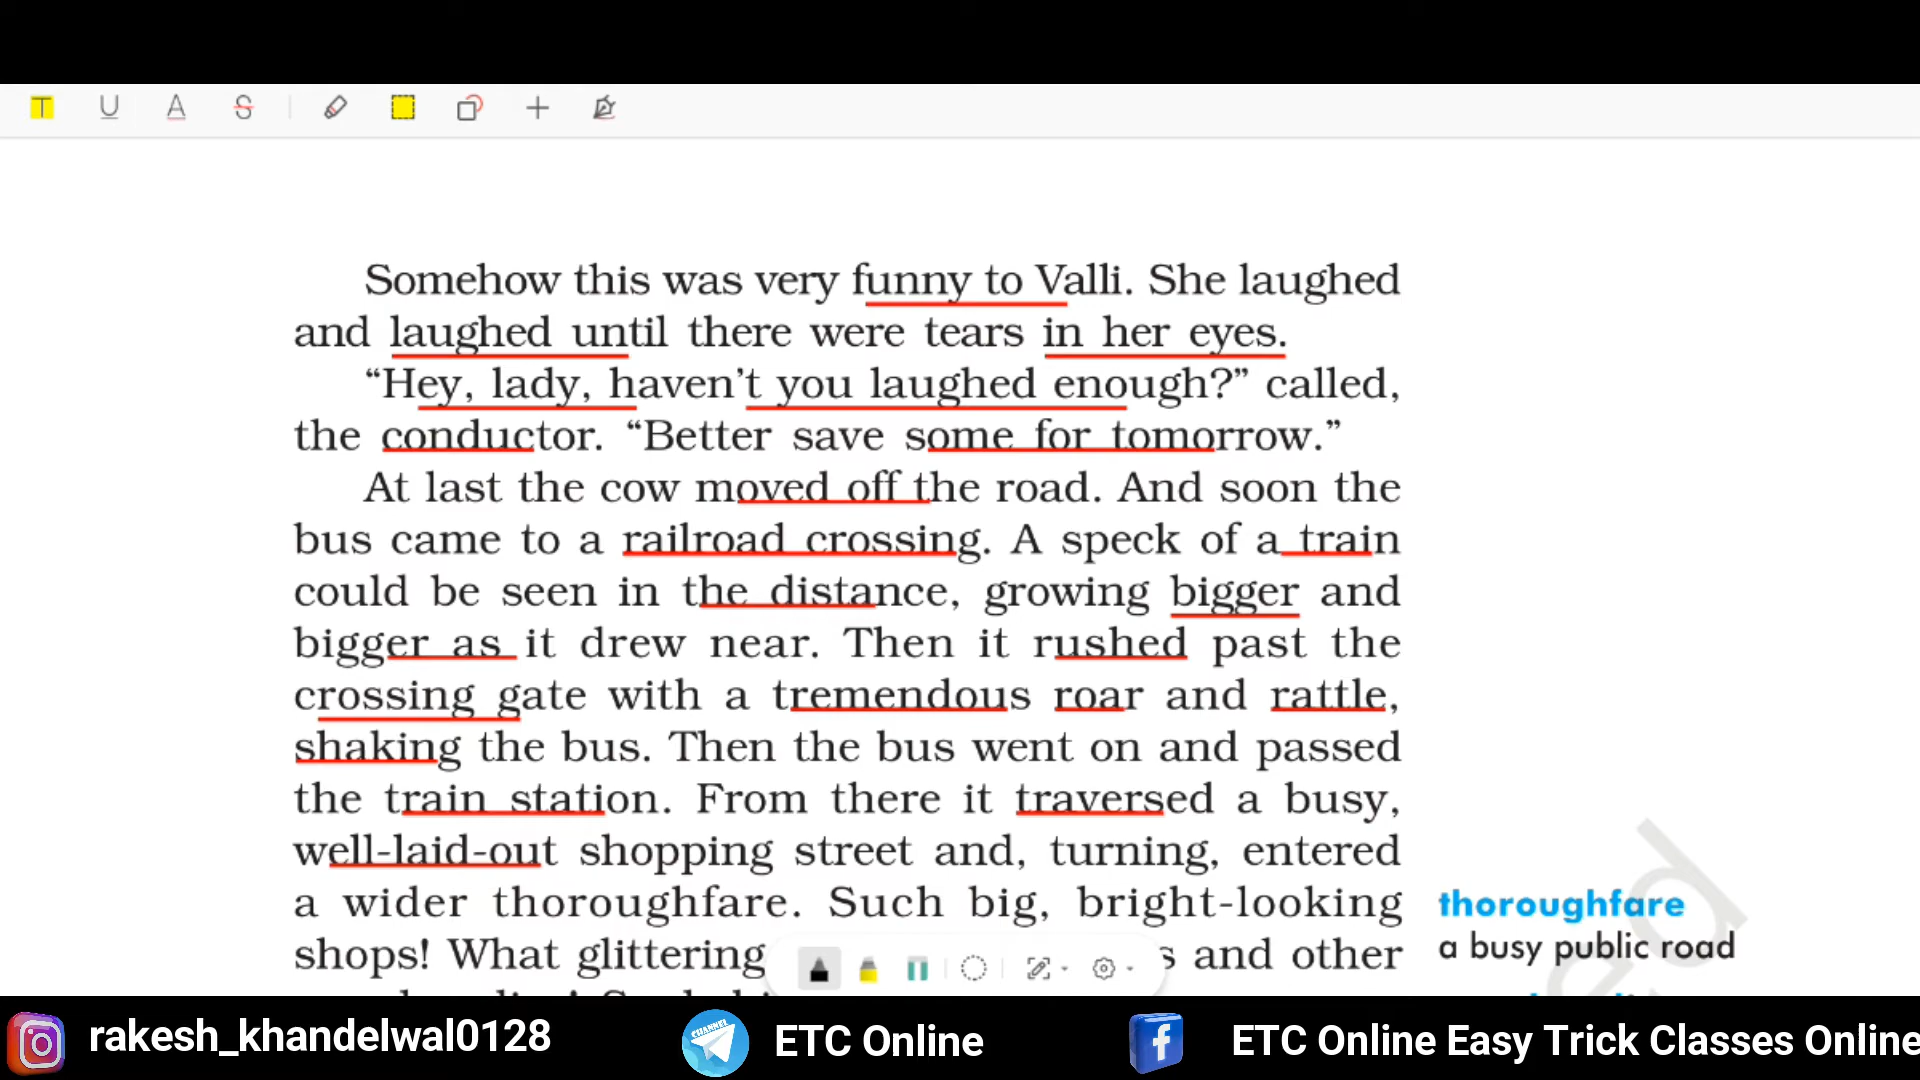 Somehow this was very funny to Valli. She laughed
and laughed until there were tears in her eyes.
“Hey, lady, haven’t you laughed enough?” called,
the conductor. “Better save some for tomorrow.”
At last the cow moved off the road. And soon the
bus came to a railroad crossing. A speck of a train
could be seen in the distance, growing bigger and
bigger as it drew near. Then it rushed past the
crossing gate with a tremendous roar and rattle,
shaking the bus. Then the bus went on and passed
the train station. From there it traversed a busy,
well-laid-out shopping street and, turning, entered
a wider thoroughfare. Such big, bright-looking
shops! What glittering
and other
thoroughfare
a busy public road
rakesh_khandelwal0128
CHANNEL
ETC Online
ETC Online Easy Trick Classes Online